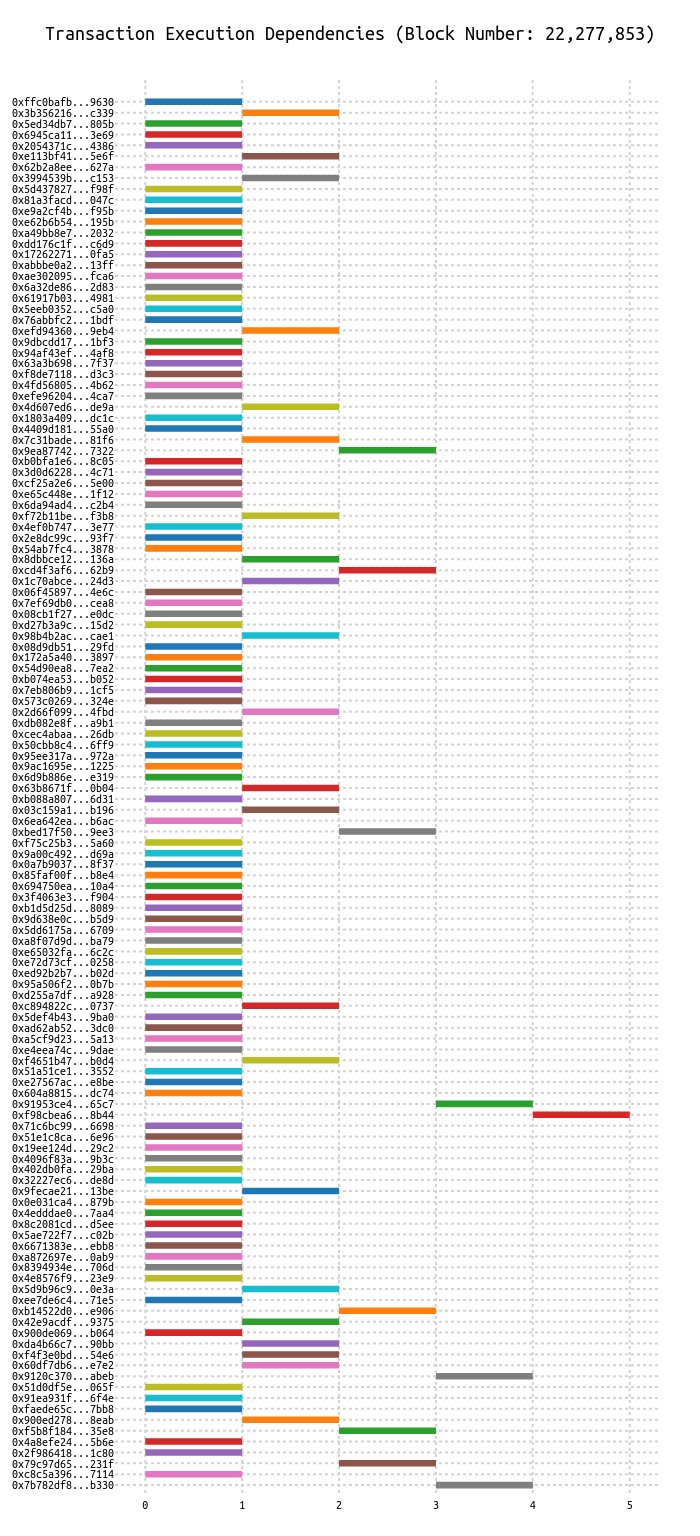 Transaction Execution Dependencies (Block Number: 22,277,853)
0xffc0bafb...9630
0x3b356216...c339
0x5ed34db7...805b
0x6945ca11...3e69
0x2054371c...4386
0xe113bf41...5e6f
0x62b2a8ee...627a
0x3994539b...c153
0x5d437827...f98f
0x81a3facd...047c
0xe9a2cf4b...f95b
0xe62b6b54...195b
0xa49bb8e7...2032
0xdd176c1f...c6d9
0x17262271...0fa5
0xabbbe0a2...13ff
0xae302095...fca6
0x6a32de86...2d83
0x61917b03...4981
0x5eeb0352...c5a0
0x76abbfc2...1bdf
0xefd94360...9eb4
0x9dbcdd17...1bf3
0x94af43ef...4af8
0x63a3b698...7f37
0xf8de7118...d3c3
0x4fd56805...4b62
0xefe96204...4ca7
0x4d607ed6...de9a
0x1803a409...dc1c
0x4409d181...55a0
0x7c31bade...81f6
0x9ea87742...7322
0xb0bfa1e6...8c05
0x3d0d6228...4c71
0xcf25a2e6...5e00
0xe65c448e...1f12
0x6da94ad4...c2b4
0xf72b11be...f3b8
0x4ef0b747...3e77
0x2e8dc99c...93f7
0x54ab7fc4...3878
0x8dbbce12...136a
0xcd4f3af6...62b9
0x1c70abce...24d3
0x06f45897...4e6c
0x7ef69db0...cea8
0x08cb1f27...e0dc
0xd27b3a9c...15d2
0x98b4b2ac...cae1
0x08d9db51...29fd
0x172a5a40...3897
0x54d90ea8...7ea2
0xb074ea53...b052
0x7eb806b9...1cf5
0x573c0269...324e
0x2d66f099...4fbd
0xdb082e8f...a9b1
0xcec4abaa...26db
0x50cbb8c4...6ff9
0x95ee317a...972a
0x9ac1695e...1225
0x6d9b886e...e319
0x63b8671f...0b04
0xb088a807...6d31
0x03c159a1...b196
0x6ea642ea...b6ac
0xbed17f50...9ee3
0xf75c25b3...5a60
0x9a00c492...d69a
0x0a7b9037...8f37
0x85faf00f...b8e4
0x694750ea...10a4
0x3f4063e3...f904
0xb1d5d25d...8089
0x9d638e0c...b5d9
0x5dd6175a...6709
0xa8f07d9d...ba79
0xe65032fa...6c2c
0xe72d73cf...0258
0xed92b2b7...b02d
0x95a506f2...0b7b
0xd255a7df...a928
0xc894822c...0737
0x5def4b43...9ba0
0xad62ab52...3dc0
0xa5cf9d23...5a13
0xe4eea74c...9dae
0xf4651b47...b0d4
0x51a51ce1...3552
0xe27567ac...e8be
0x604a8815...dc74
0x91953ce4...65c7
0xf98cbea6...8b44
0x71c6bc99...6698
0x51e1c8ca...6e96
0x19ee124d...29c2
0x4096f83a...9b3c
0x402db0fa...29ba
0x32227ec6...de8d
0x9fecae21...13be
0x0e031ca4...879b
0x4edddae0...7aa4
0x8c2081cd...d5ee
0x5ae722f7...c02b
0x6671383e...ebb8
0xa872697e...0ab9
0x8394934e...706d
0x4e8576f9...23e9
0x5d9b96c9...0e3a
0xee7de6c4...71e5
0xb14522d0...e906
0x42e9acdf...9375
0x900de069...b064
0xda4b66c7...90bb
0xf4f3e0bd...54e6
0x60df7db6...e7e2
0x9120c370...abeb
0x51d0df5e...065f
0x91ea931f...6f4e
0xfaede65c...7bb8
0x900ed278...8eab
0xf5b8f184...35e8
0x4a8efe24...5b6e
0x2f986418...1c80
0x79c97d65...231f
0xc8c5a396...7114
0x7b782df8...b330
0 1 2 3 4 5